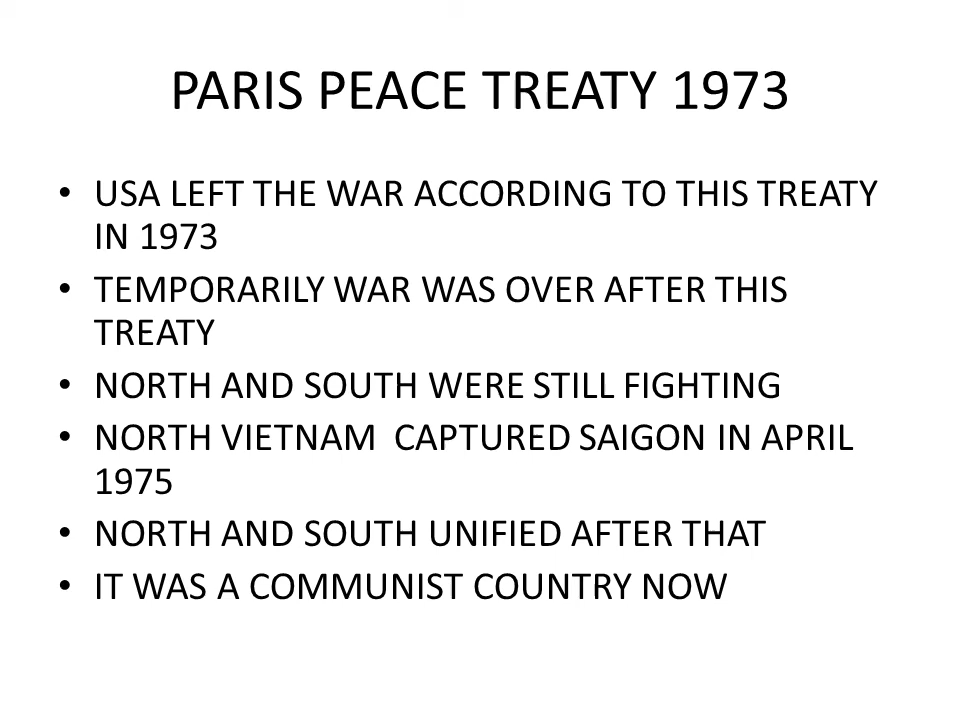 PARIS PEACE TREATY 1973
• USA LEFT THE WAR ACCORDING TO THIS TREATY
IN 1973
• TEMPORARILY WAR WAS OVER AFTER THIS
TREATY
• NORTH AND SOUTH WERE STILL FIGHTING
• NORTH VIETNAM  CAPTURED SAIGON IN APRIL
1975
• NORTH AND SOUTH UNIFIED AFTER THAT
• IT WAS A COMMUNIST COUNTRY NOW